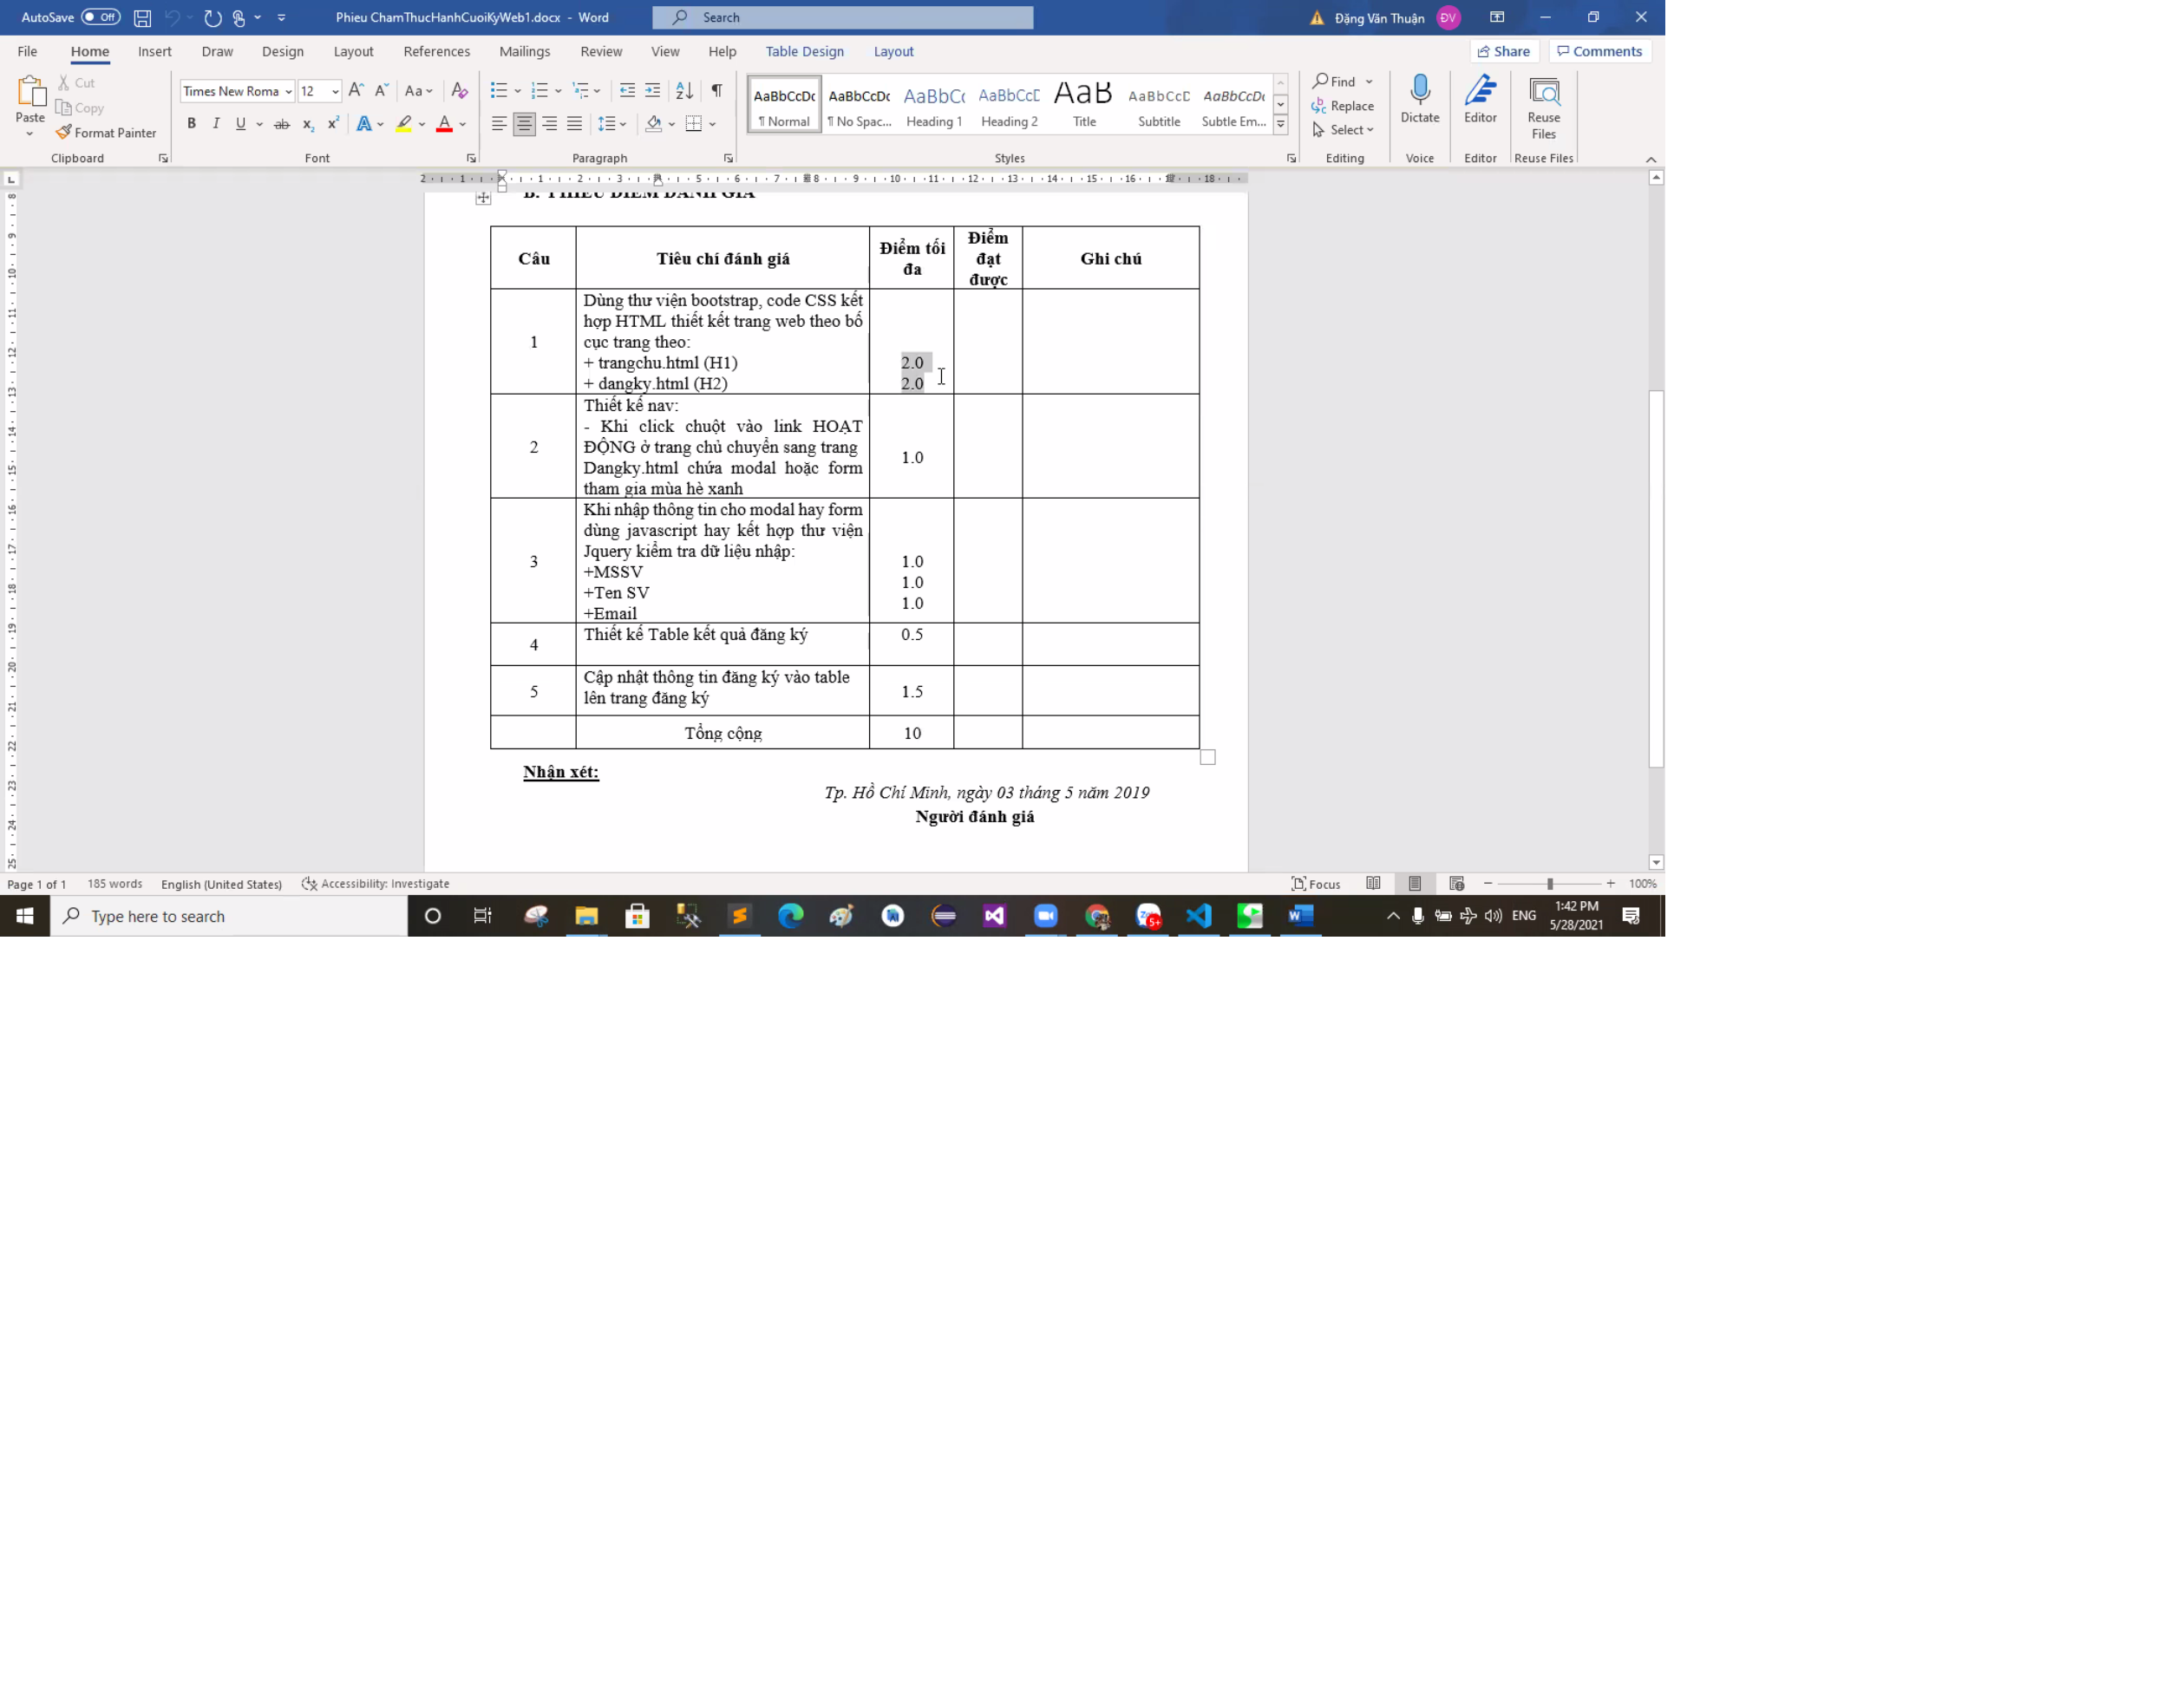 AutoSave Off Phieu ChamThucHanhCuoiKyWeb1.docx - Word Search Đặng Văn Thuận ĐV
File Home Insert Draw Design Layout References Mailings Review View Help Table Design Layout Share Comments
Paste
Cut
Copy
Format Painter
Clipboard
Times New Roma 12
Font
Paragraph
AaBbCcDc AaBbCcDc AaBbCc AaBbCcD AaB AaBbCcD AaBbCcDc
¶ Normal ¶ No Spac... Heading 1 Heading 2 Title Subtitle Subtle Em...
Styles
Find
Replace
Select
Editing
Dictate
Voice
Editor
Editor
Reuse
Files
Reuse Files
B. PHIẾU ĐIỂM ĐÁNH GIÁ
Câu Tiêu chí đánh giá Điểm tối
đa Điểm
đạt
được Ghi chú
1
Dùng thư viện bootstrap, code CSS kết
hợp HTML thiết kết trang web theo bố
cục trang theo:
+ trangchu.html (H1) 2.0
+ dangky.html (H2) 2.0
2
Thiết kế nav:
- Khi click chuột vào link HOẠT
ĐỘNG ở trang chủ chuyển sang trang
Dangky.html chứa modal hoặc form
tham gia mùa hè xanh
1.0
3
Khi nhập thông tin cho modal hay form
dùng javascript hay kết hợp thư viện
Jquery kiểm tra dữ liệu nhập:
+MSSV
+Ten SV
+Email
1.0
1.0
1.0
4 Thiết kế Table kết quả đăng ký 0.5
5 Cập nhật thông tin đăng ký vào table
lên trang đăng ký 1.5
Tổng cộng 10
Nhận xét:
Tp. Hồ Chí Minh, ngày 03 tháng 5 năm 2019
Người đánh giá
Page 1 of 1 185 words English (United States) Accessibility: Investigate Focus 100%
Type here to search ENG 1:42 PM
5/28/2021